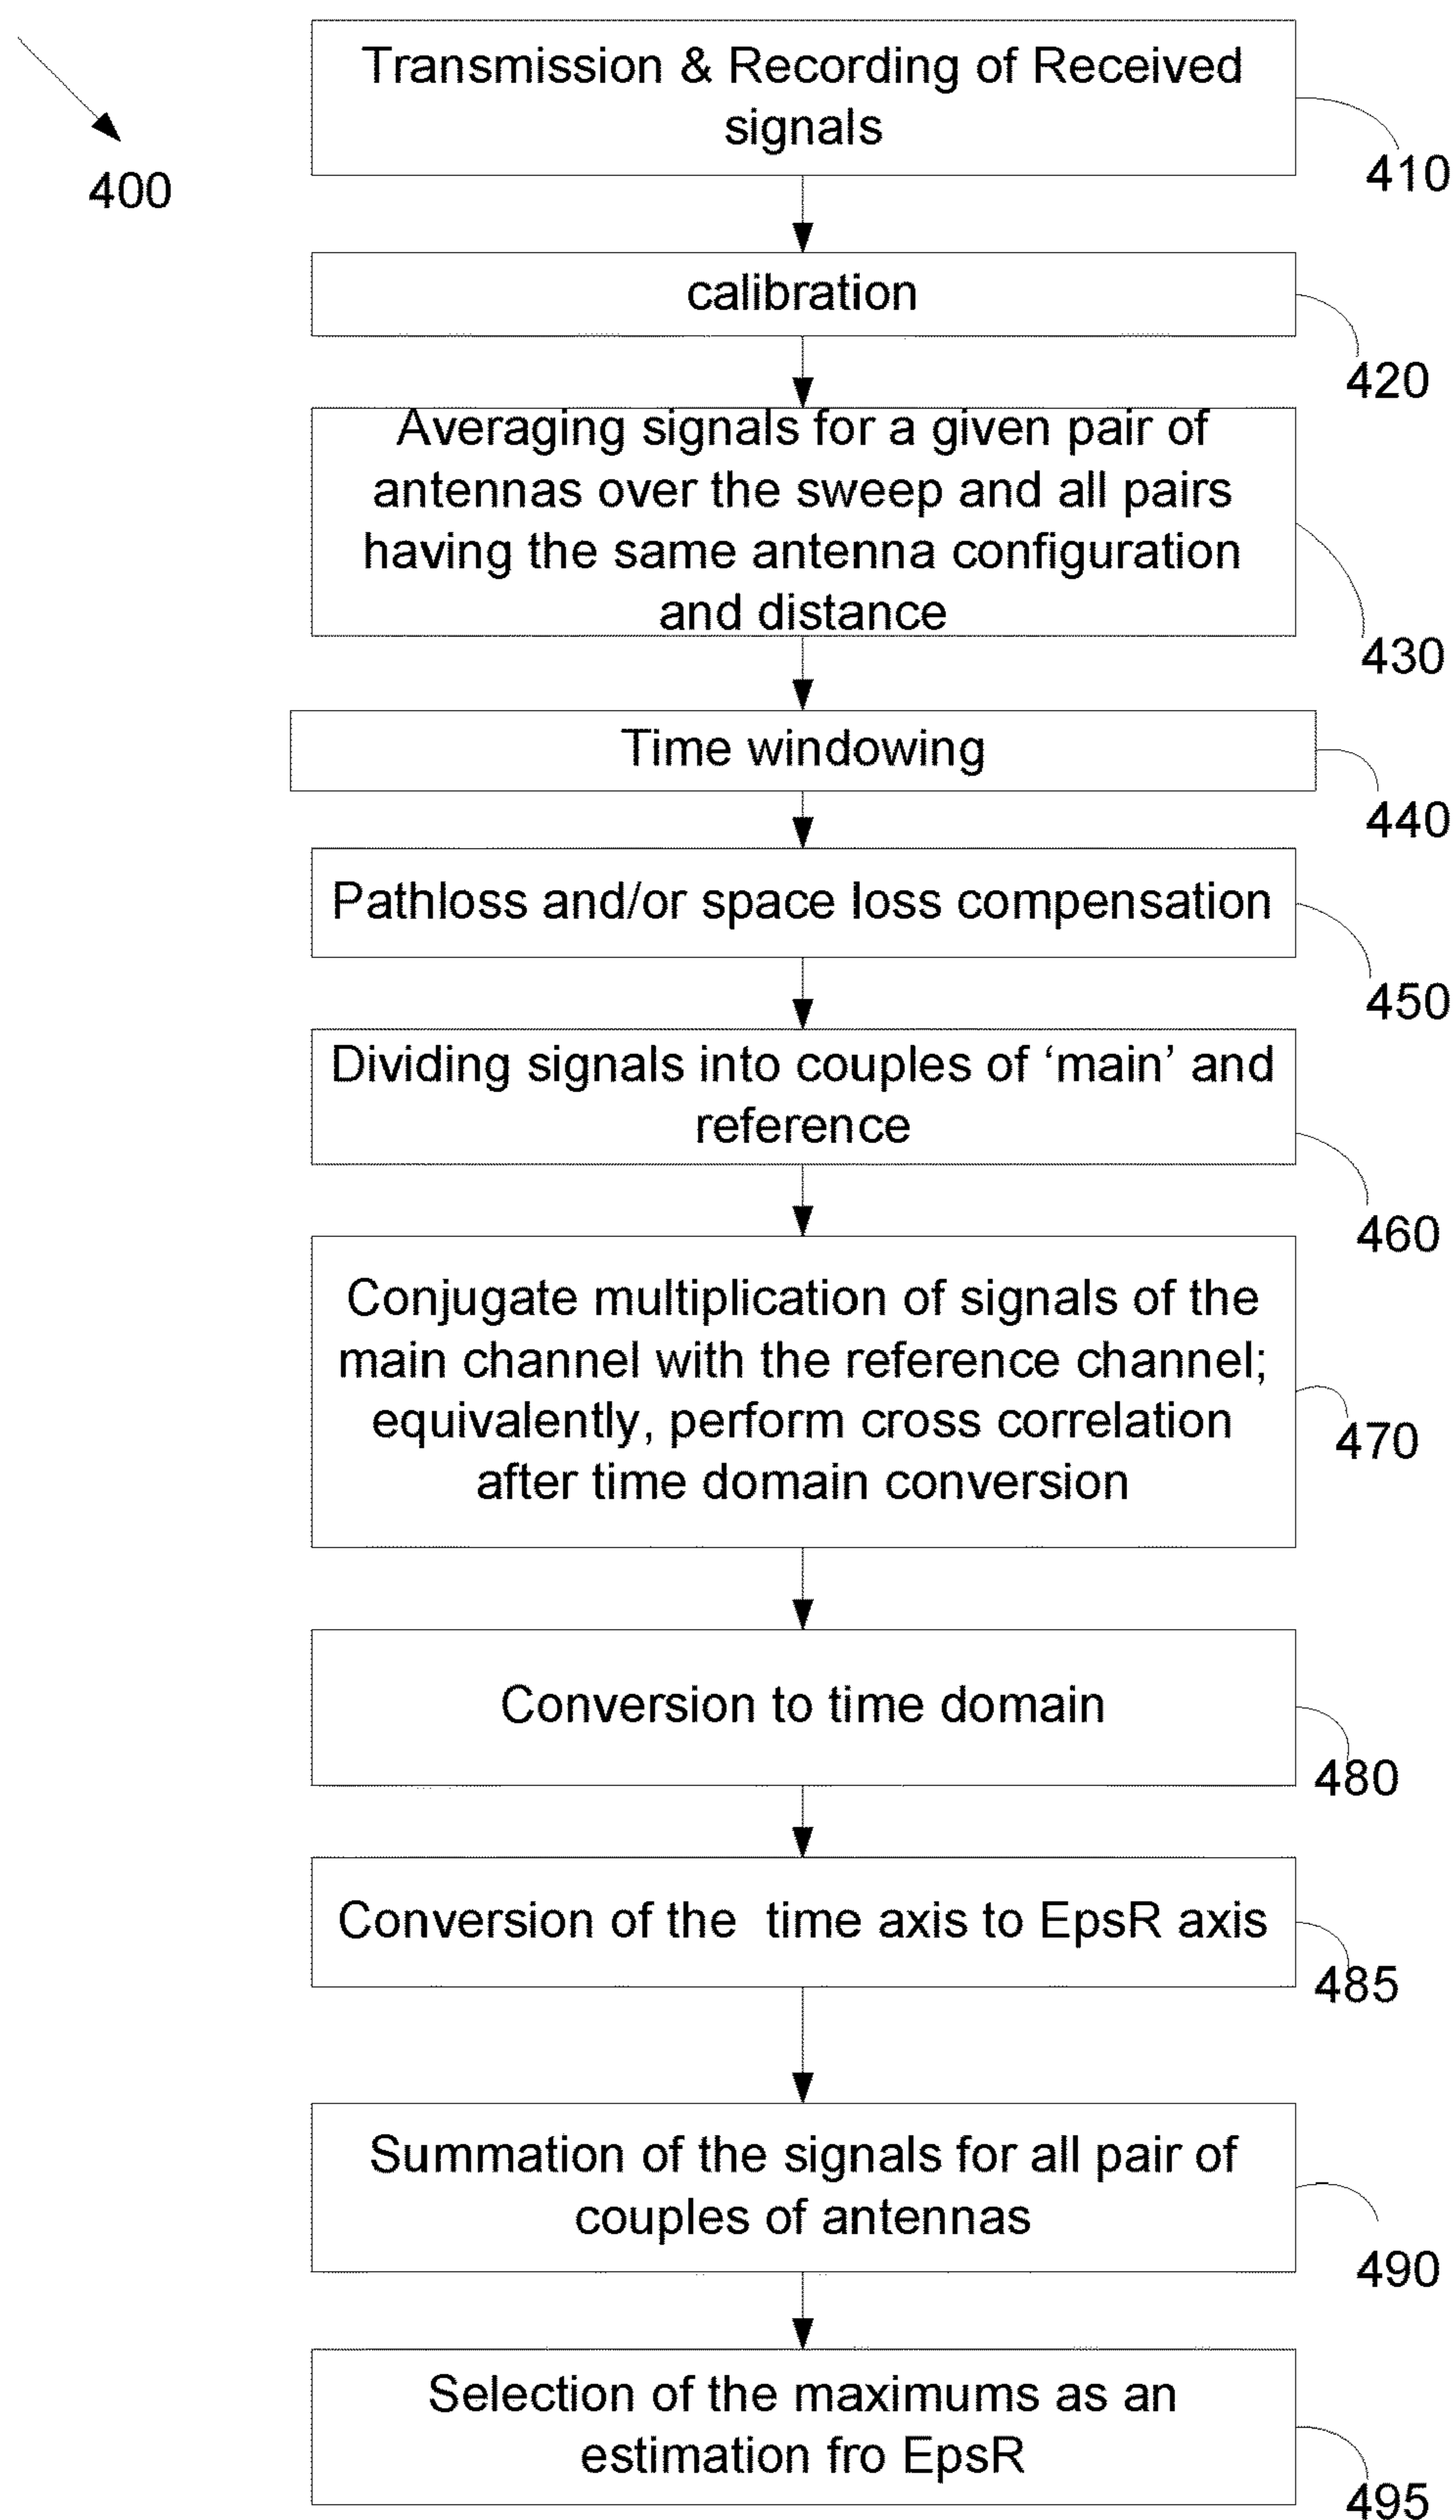 400
Transmission & Recording of Received
signals
410
calibration
420
Averaging signals for a given pair of
antennas over the sweep and all pairs
having the same antenna configuration
and distance
430
Time windowing
440
Pathloss and/or space loss compensation
450
Dividing signals into couples of ‘main’ and
reference
460
Conjugate multiplication of signals of the
main channel with the reference channel;
equivalently, perform cross correlation
after time domain conversion
470
Conversion to time domain
480
Conversion of the time axis to EpsR axis
485
Summation of the signals for all pair of
couples of antennas
490
Selection of the maximums as an
estimation fro EpsR
495